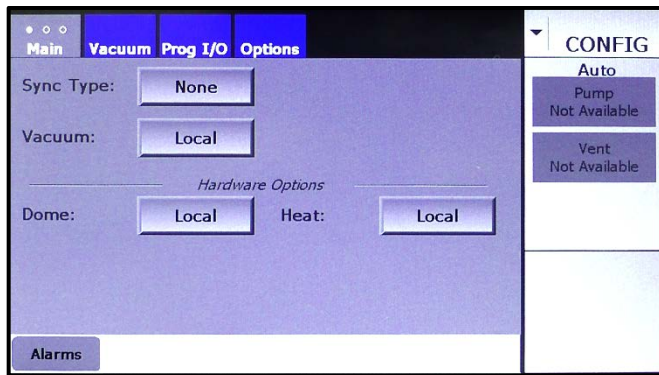 Main Vacuum Prog I/O Options
Sync Type: None
Vacuum: Local
Hardware Options
Dome: Local Heat: Local
Alarms
CONFIG
Auto
Pump
Not Available
Vent
Not Available